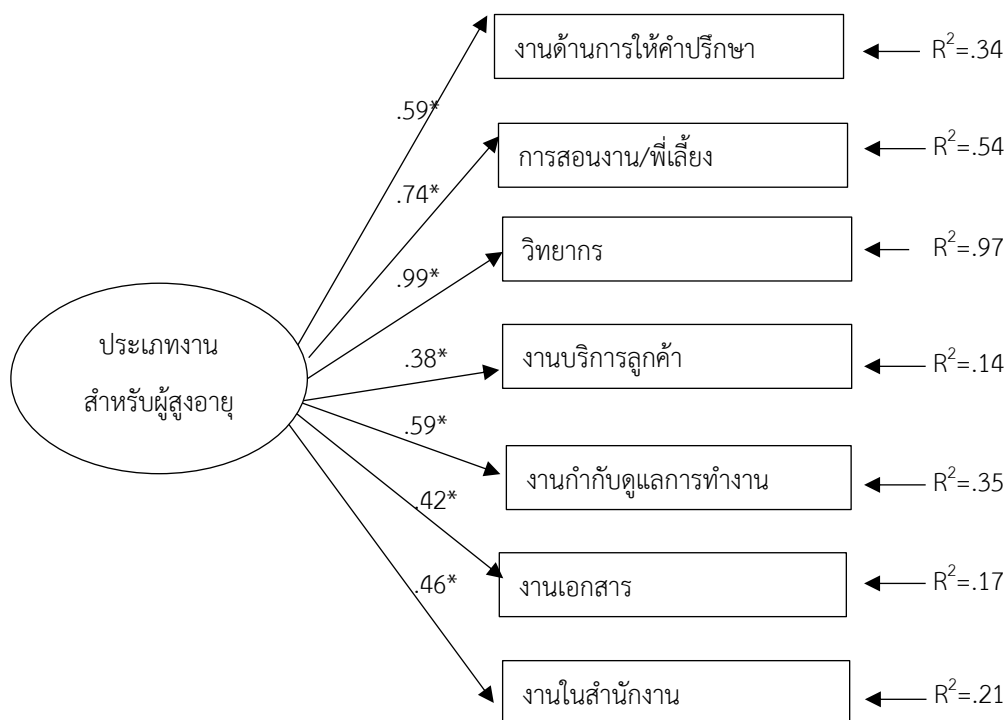 งานด้านการให้คำปรึกษา
R²=.34
.59*
การสอนงาน/พี่เลี้ยง
R²=.54
.74*
วิทยากร
R²=.97
.99*
ประเภทงาน
สำหรับผู้สูงอายุ
.38*
งานบริการลูกค้า
R²=.14
.59*
งานกำกับดูแลการทำงาน
R²=.35
.42*
งานเอกสาร
R²=.17
.46*
งานในสำนักงาน
R²=.21